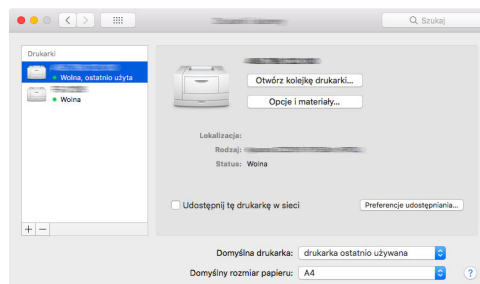 Szukaj
Drukarki
Wolna, ostatnio użyta
Wolna
Otwórz kolejkę drukarki...
Opcje i materiały...
Lokalizacja:
Rodzaj:
Status: Wolna
Udostępnij tę drukarkę w sieci
Preferencje udostępniania...
+ −
Domyślna drukarka: drukarka ostatnio używana
Domyślny rozmiar papieru: A4
?